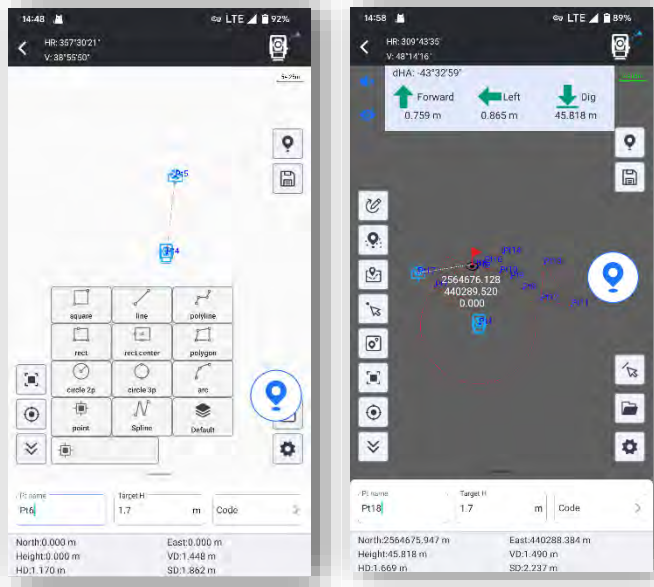 14:48
LTE
92%
HR: 357°30'21"
V: 38°55'50"
Pt5
square
line
polyline
rect
rect center
polygon
circle 2p
circle 3p
arc
point
Spline
Default
Pt name
Pt6
Target H
1.7
m
Code
North:0.000 m
East:0.000 m
Height:0.000 m
VD:1.448 m
HD:1.170 m
SD:1.862 m
14:58
LTE
89%
HR: 309°43'35"
V: 48°14'16"
dHA: -43°32'59"
Forward
Left
Dig
0.759 m
0.865 m
45.818 m
2564676.128
440289.520
0.000
Pt name
Pt18
Target H
1.7
m
Code
North:2564675.947 m
East:440288.384 m
Height:45.818 m
VD:1.490 m
HD:1.669 m
SD:2.237 m